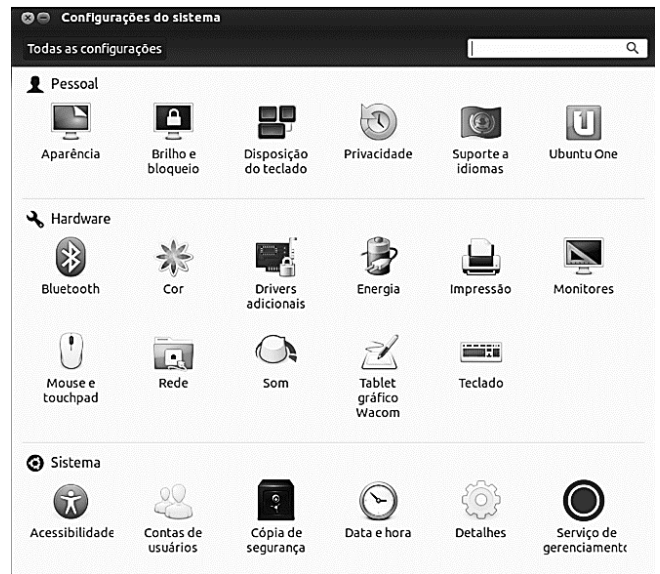 Configurações do sistema
Todas as configurações
Pessoal
Aparência
Brilho e
bloqueio
Disposição
do teclado
Privacidade
Suporte a
idiomas
Ubuntu One
Hardware
Bluetooth
Cor
Drivers
adicionais
Energia
Impressão
Monitores
Mouse e
touchpad
Rede
Som
Tablet
gráfico
Wacom
Teclado
Sistema
Acessibilidade
Contas de
usuários
Cópia de
segurança
Data e hora
Detalhes
Serviço de
gerenciamento